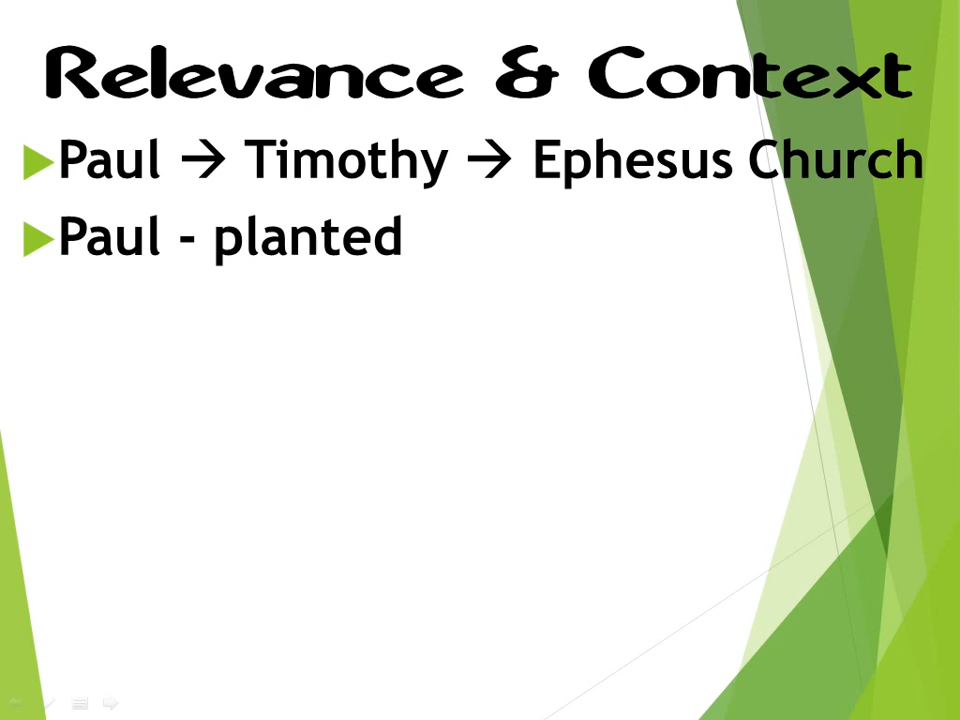 Relevance & Context
Paul → Timothy → Ephesus Church
Paul - planted